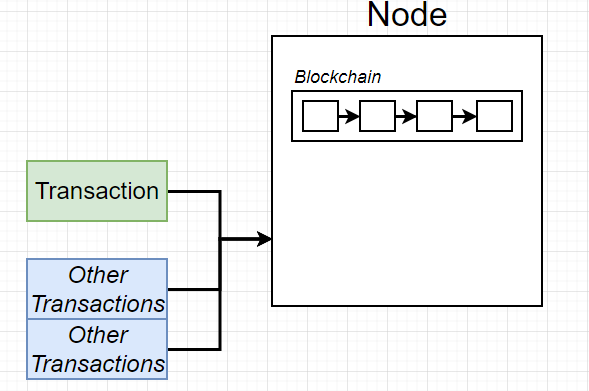 Node
Blockchain
Transaction
Other
Transactions
Other
Transactions